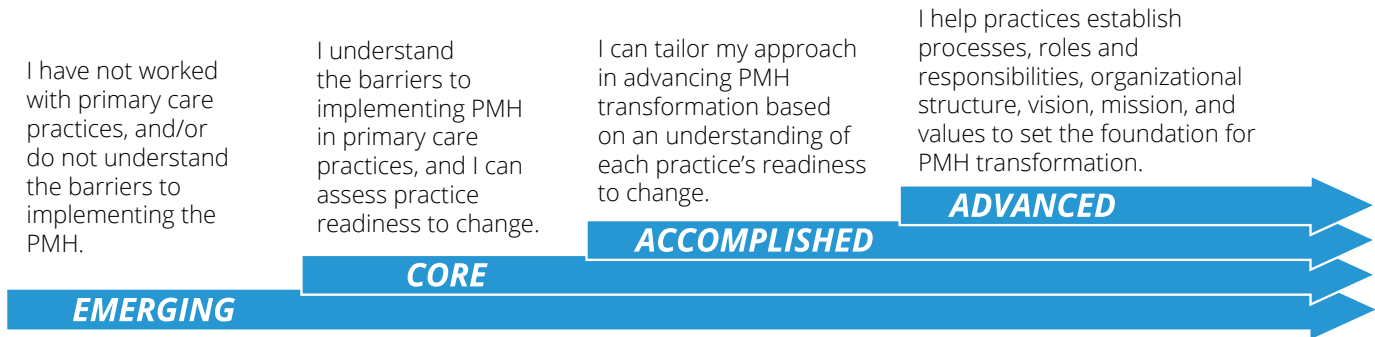 I have not worked
with primary care
practices, and/or
do not understand
the barriers to
implementing the
PMH.
EMERGING
I understand
the barriers to
implementing PMH
in primary care
practices, and I can
assess practice
readiness to change.
CORE
I can tailor my approach
in advancing PMH
transformation based
on an understanding of
each practice’s readiness
to change.
ACCOMPLISHED
I help practices establish
processes, roles and
responsibilities, organizational
structure, vision, mission, and
values to set the foundation for
PMH transformation.
ADVANCED